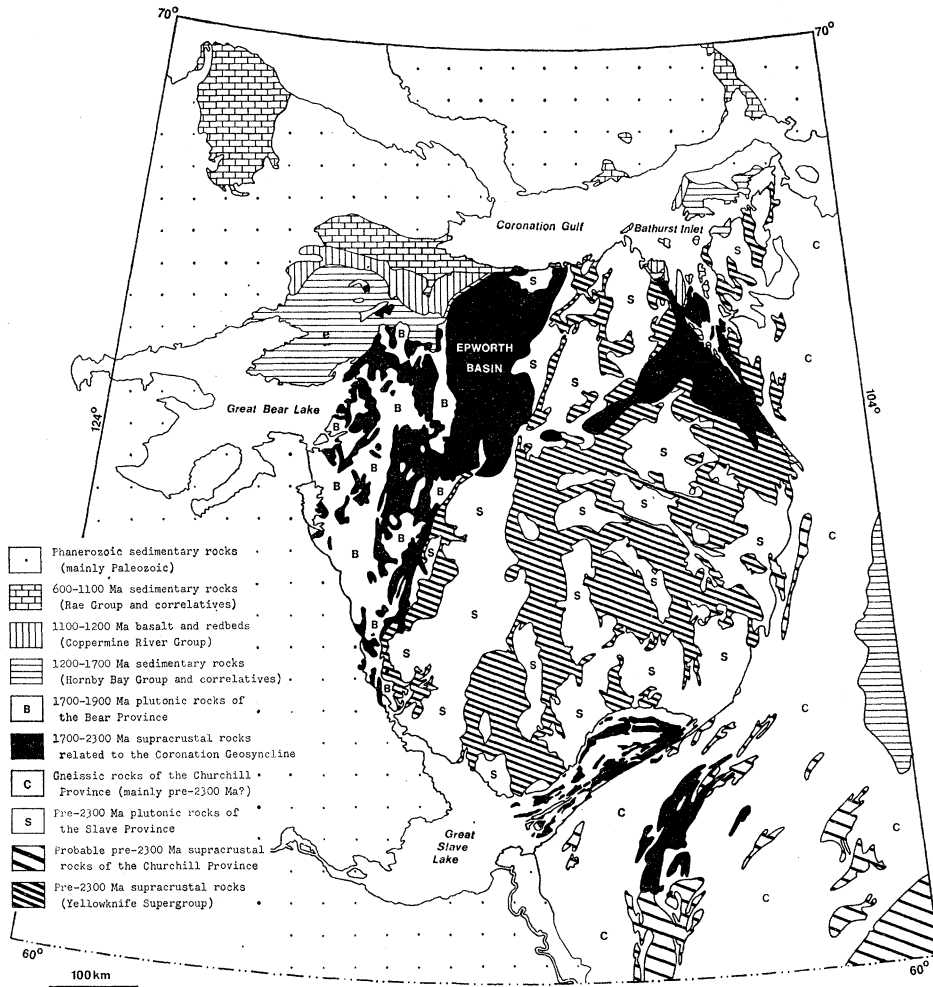 70°
70°
Coronation Gulf
Bathurst Inlet
C
S
S
S
B
B
EPWORTH
BASIN
S
S
C
Great Bear Lake
B
B
B
124°
104°
B
S
B
B
S
S
S
C
B
B
S
S
S
S
S
B
S
S
S
B
S
S
C
S
Great
Slave
Lake
C
C
C
C
Phanerozoic sedimentary rocks
(mainly Paleozoic)
600-1100 Ma sedimentary rocks
(Rae Group and correlatives)
1100-1200 Ma basalt and redbeds
(Coppermine River Group)
1200-1700 Ma sedimentary rocks
(Hornby Bay Group and correlatives)
B
1700-1900 Ma plutonic rocks of
the Bear Province
1700-2300 Ma supracrustal rocks
related to the Coronation Geosyncline
C
Gneissic rocks of the Churchill
Province (mainly pre-2300 Ma?)
S
Pre-2300 Ma plutonic rocks of
the Slave Province
Probable pre-2300 Ma supracrustal
rocks of the Churchill Province
Pre-2300 Ma supracrustal rocks
(Yellowknife Supergroup)
60°
60°
100km